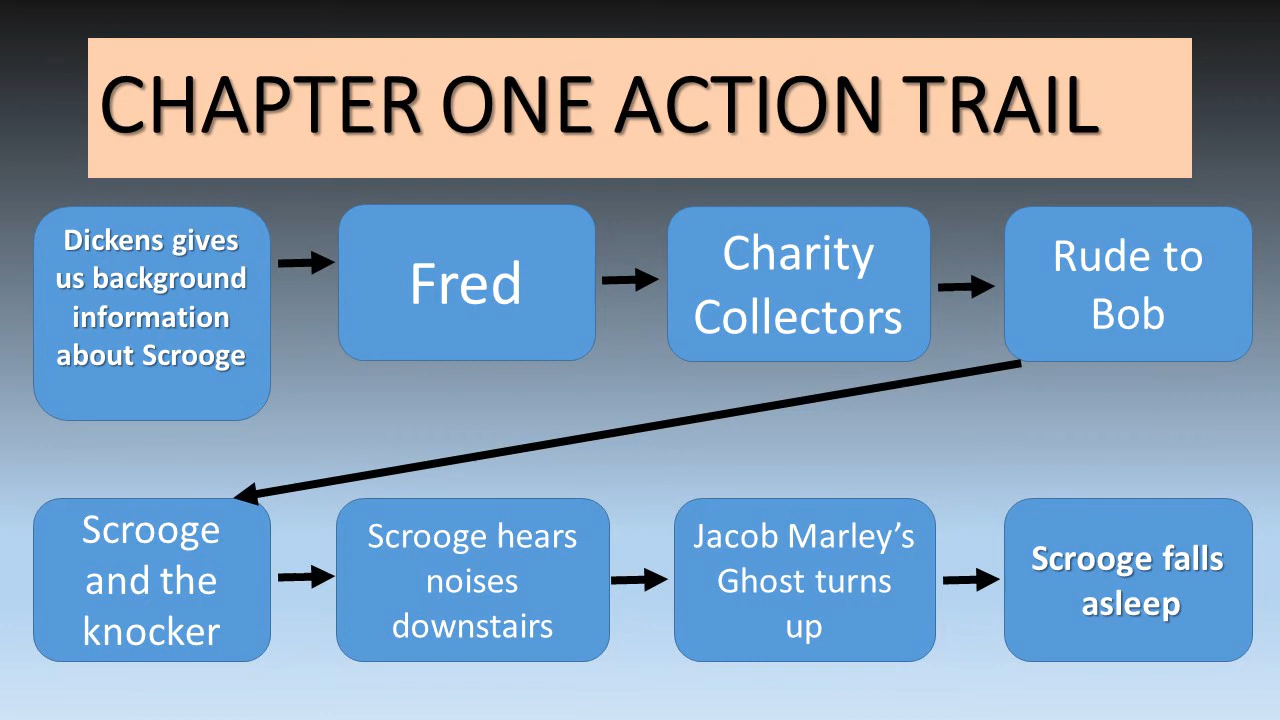 CHAPTER ONE ACTION TRAIL
Dickens gives
us background
information
about Scrooge
Fred
Charity
Collectors
Rude to
Bob
Scrooge
and the
knocker
Scrooge hears
noises
downstairs
Jacob Marley’s
Ghost turns
up
Scrooge falls
asleep